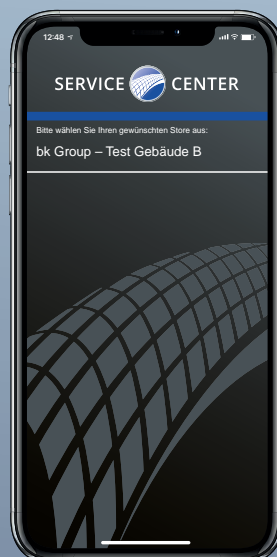 12:48
SERVICE CENTER
Bitte wählen Sie Ihren gewünschten Store aus:
bk Group – Test Gebäude B